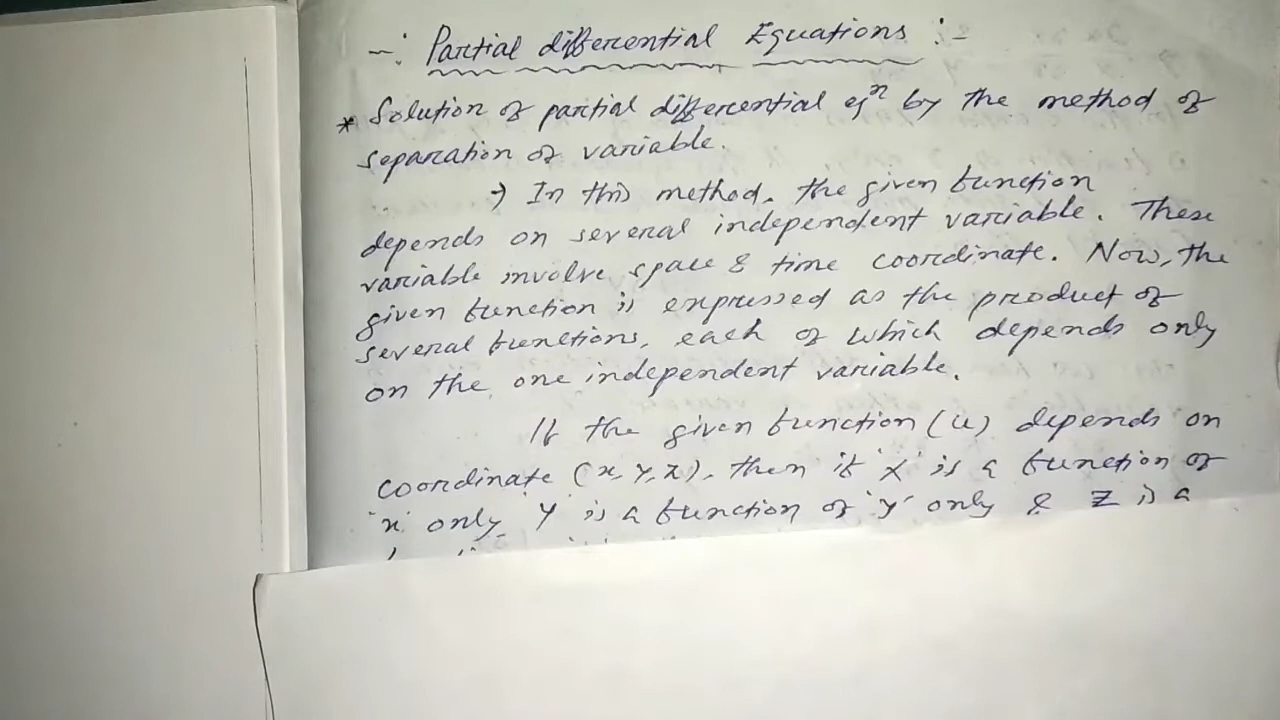 -: Partial differential Equations :-
* Solution of partial differential eqⁿ by the method of
separation of variable.
→ In this method, the given function
depends on several independent variable. These
variable involve space & time coordinate. Now, the
given function is expressed as the product of
several functions, each of which depends only
on the one independent variable.
If the given function (u) depends on
coordinate (x, y, z), then if 'X' is a function of
'x' only, Y is a function of 'y' only & Z is a